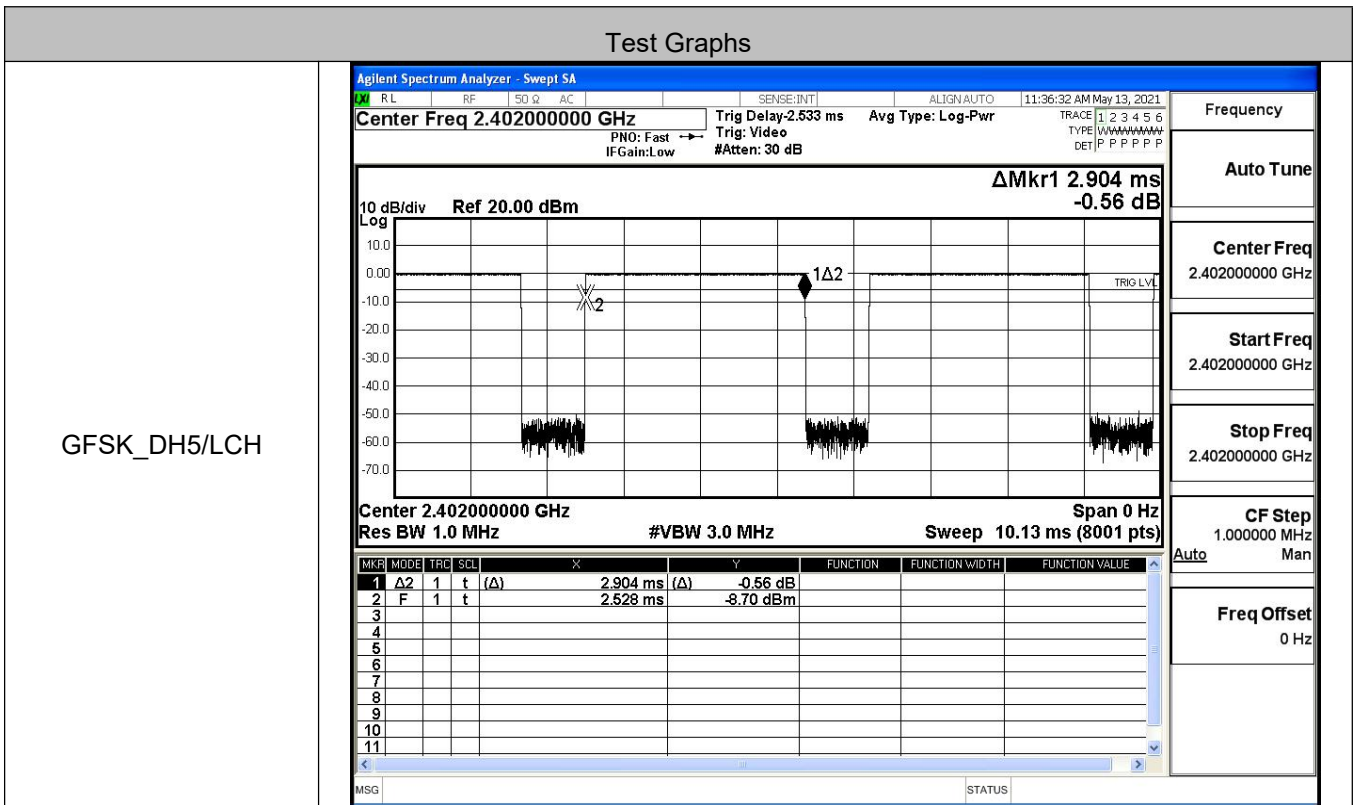 Test Graphs
GFSK_DH5/LCH
Agilent Spectrum Analyzer - Swept SA
LXI RL RF 50 Ω AC SENSE:INT ALIGN AUTO 11:36:32 AM May 13, 2021
Center Freq 2.402000000 GHz
PNO: Fast
IFGain:Low
Trig Delay-2.533 ms
Trig: Video
#Atten: 30 dB
Avg Type: Log-Pwr
TRACE 1 2 3 4 5 6
TYPE WWWWWW
DET P P P P P P
ΔMkr1 2.904 ms
-0.56 dB
10 dB/div Ref 20.00 dBm
Log
10.0
0.00
-10.0
-20.0
-30.0
-40.0
-50.0
-60.0
-70.0
1Δ2
2
TRIG LVL
Center 2.402000000 GHz Span 0 Hz
Res BW 1.0 MHz #VBW 3.0 MHz Sweep 10.13 ms (8001 pts)
MKR MODE TRC SCL X Y FUNCTION FUNCTION WIDTH FUNCTION VALUE
1 Δ2 1 t (Δ) 2.904 ms (Δ) -0.56 dB
2 F 1 t 2.528 ms -8.70 dBm
3
4
5
6
7
8
9
10
11
MSG STATUS
Frequency
Auto Tune
Center Freq
2.402000000 GHz
Start Freq
2.402000000 GHz
Stop Freq
2.402000000 GHz
CF Step
1.000000 MHz
Auto Man
Freq Offset
0 Hz